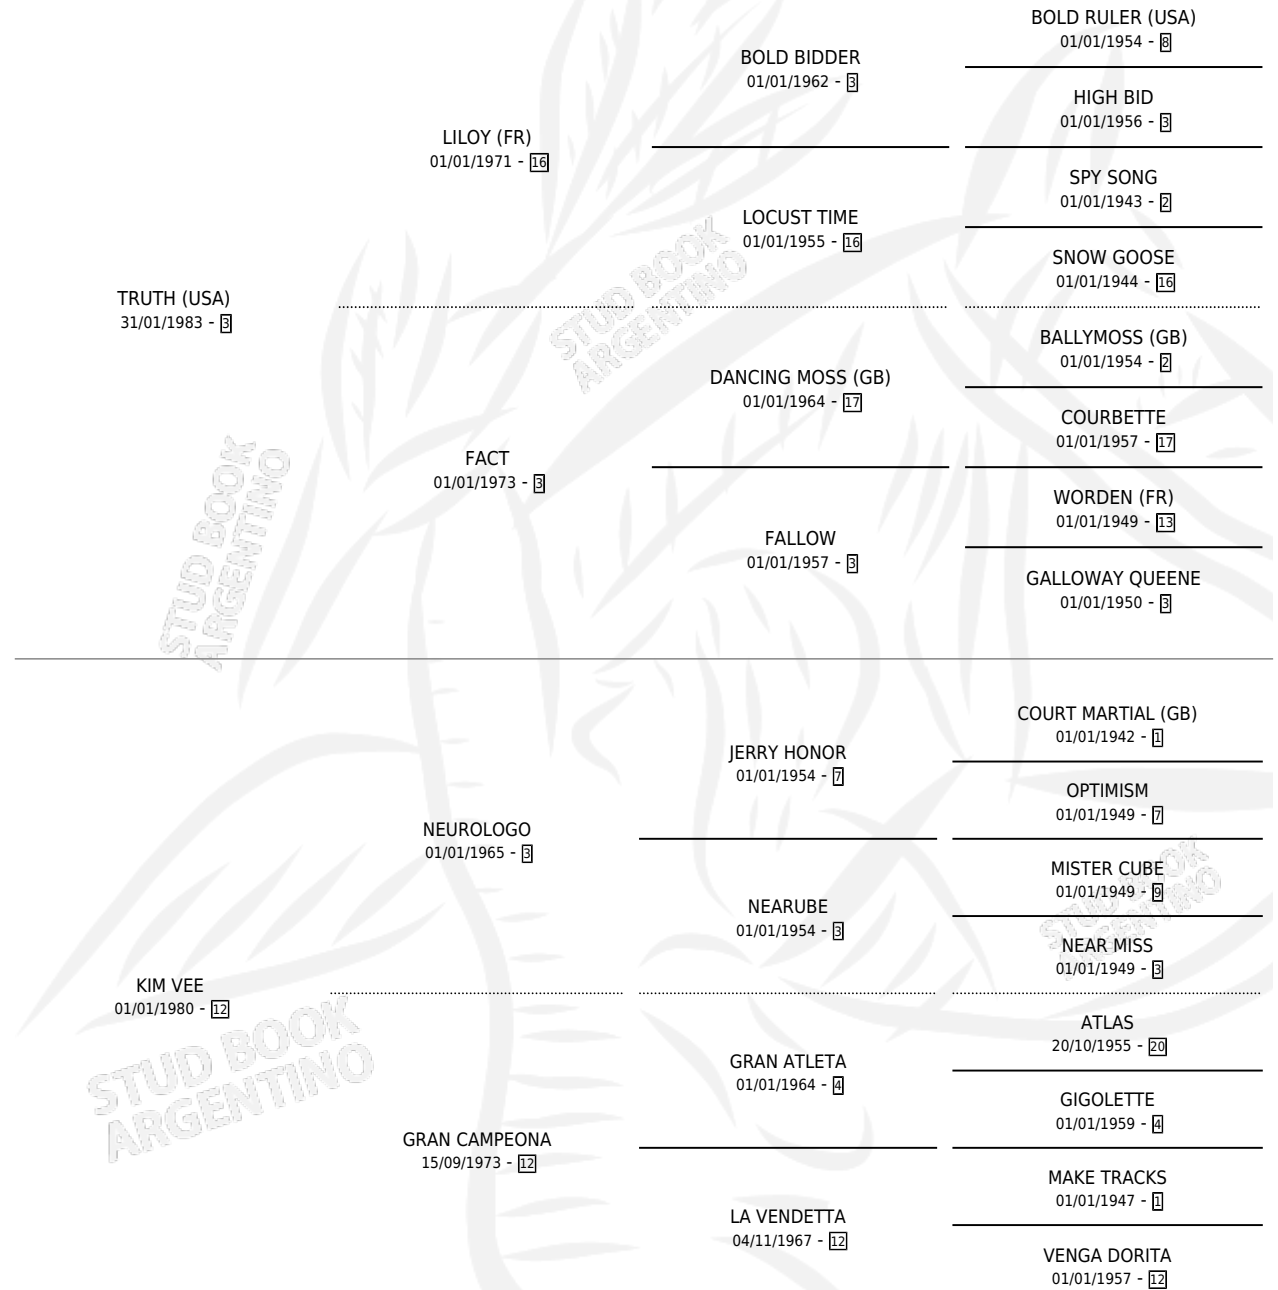 BOLD RULER (USA)
01/01/1954 - 8
BOLD BIDDER
01/01/1962 - 3
HIGH BID
01/01/1956 - 3
LILOY (FR)
01/01/1971 - 16
SPY SONG
01/01/1943 - 2
LOCUST TIME
01/01/1955 - 16
SNOW GOOSE
01/01/1944 - 16
TRUTH (USA)
31/01/1983 - 3
BALLYMOSS (GB)
01/01/1954 - 2
DANCING MOSS (GB)
01/01/1964 - 17
COURBETTE
01/01/1957 - 17
FACT
01/01/1973 - 3
WORDEN (FR)
01/01/1949 - 13
FALLOW
01/01/1957 - 3
GALLOWAY QUEENE
01/01/1950 - 3
COURT MARTIAL (GB)
01/01/1942 - 1
JERRY HONOR
01/01/1954 - 7
OPTIMISM
01/01/1949 - 7
NEUROLOGO
01/01/1965 - 3
MISTER CUBE
01/01/1949 - 9
NEARUBE
01/01/1954 - 3
NEAR MISS
01/01/1949 - 3
KIM VEE
01/01/1980 - 12
ATLAS
20/10/1955 - 20
GRAN ATLETA
01/01/1964 - 4
GIGOLETTE
01/01/1959 - 4
GRAN CAMPEONA
15/09/1973 - 12
MAKE TRACKS
01/01/1947 - 1
LA VENDETTA
04/11/1967 - 12
VENGA DORITA
01/01/1957 - 12
STUD BOOK
ARGENTINO
STUD BOOK
ARGENTINO
STUD BOOK
ARGENTINO
STUD BOOK
ARGENTINO